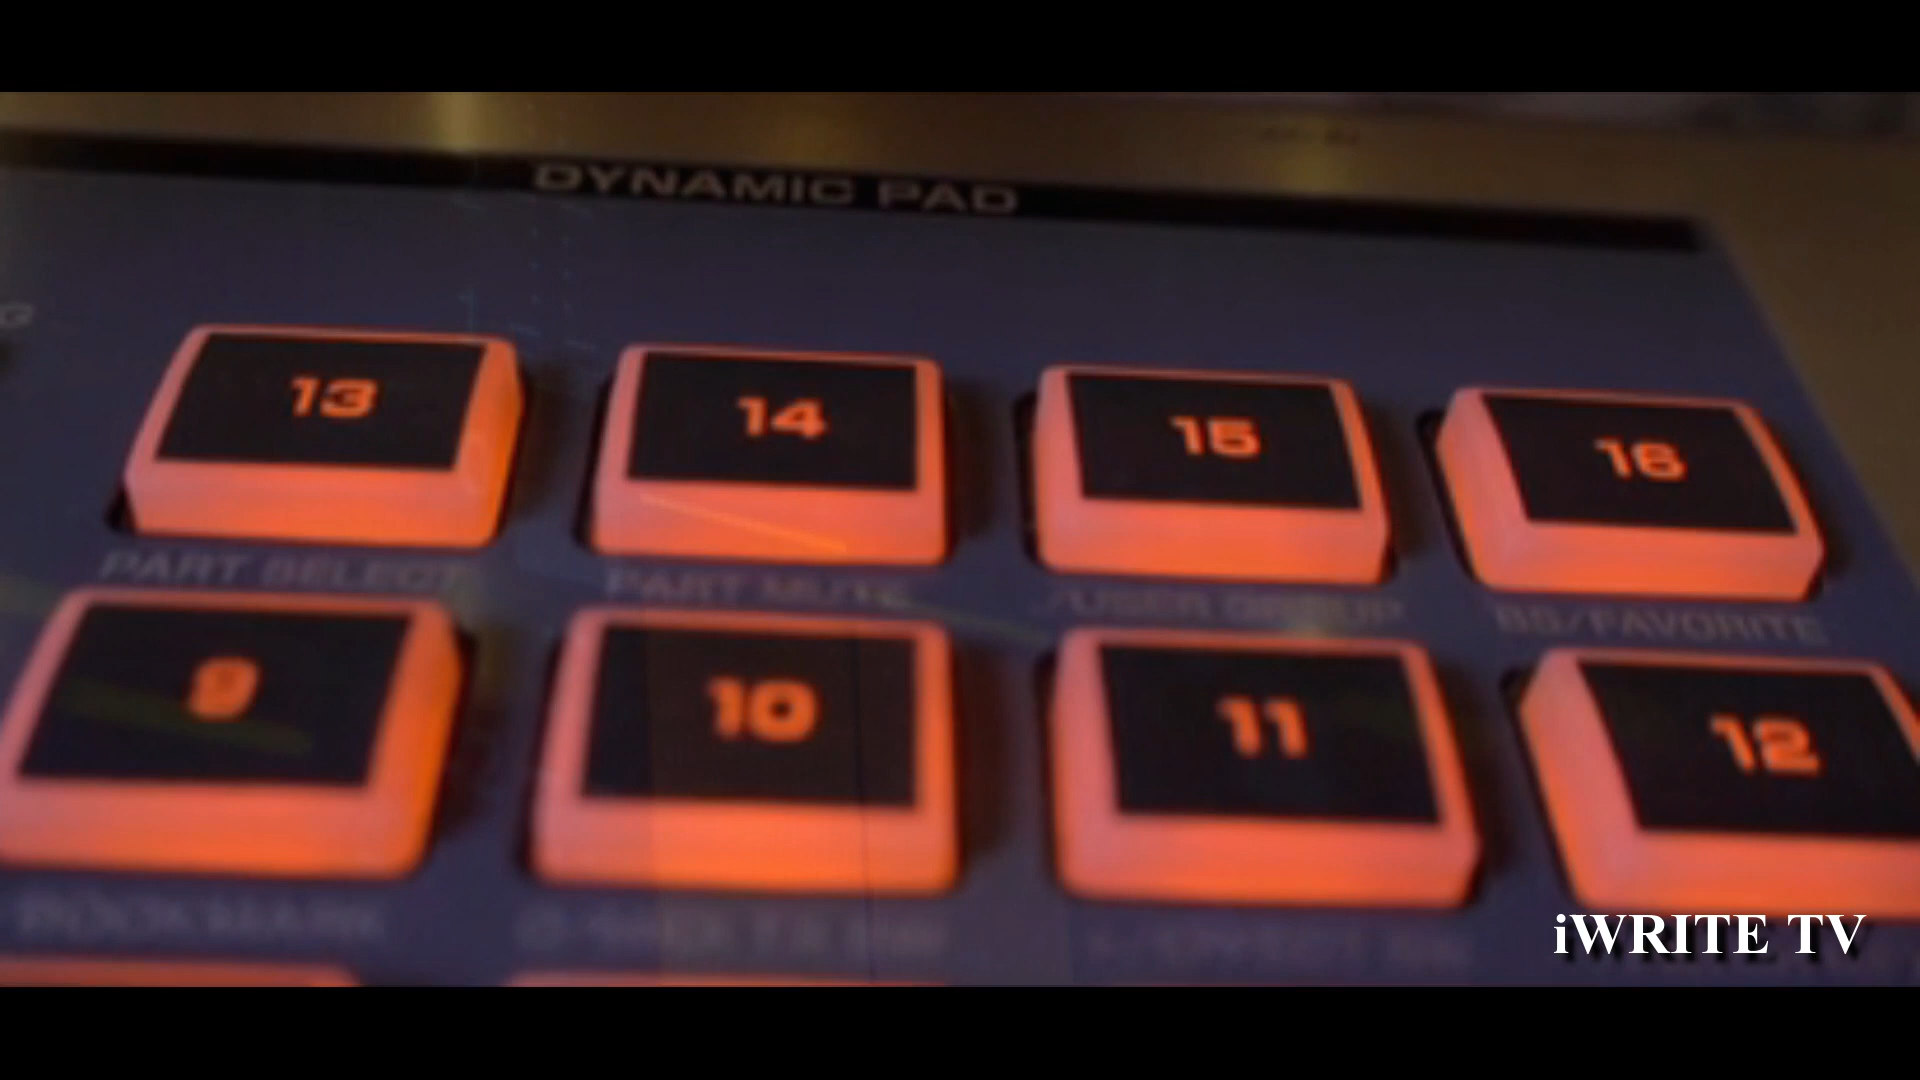 DYNAMIC PAD
13 14 15 16
PART SELECT PART MUTE /USER GROUP BS/FAVORITE
9 10 11 12
BOOKMARK
iWRITE TV